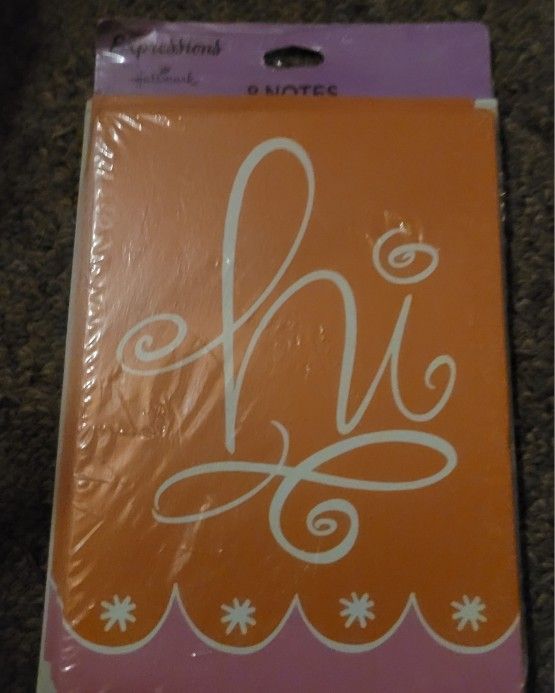 Expressions
Hallmark
8 NOTES
hi